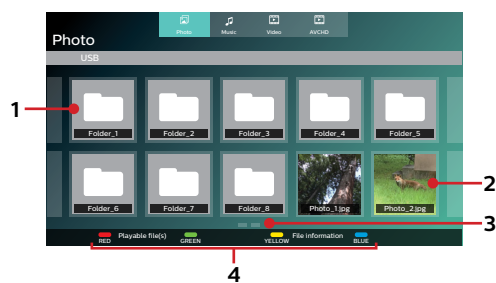 Photo Music Video AVCHD
Photo
USB
1
Folder_1 Folder_2 Folder_3 Folder_4 Folder_5
2
Folder_6 Folder_7 Folder_8 Photo_1.jpg Photo_2.jpg
3
RED Playable file(s) GREEN YELLOW File information BLUE
4